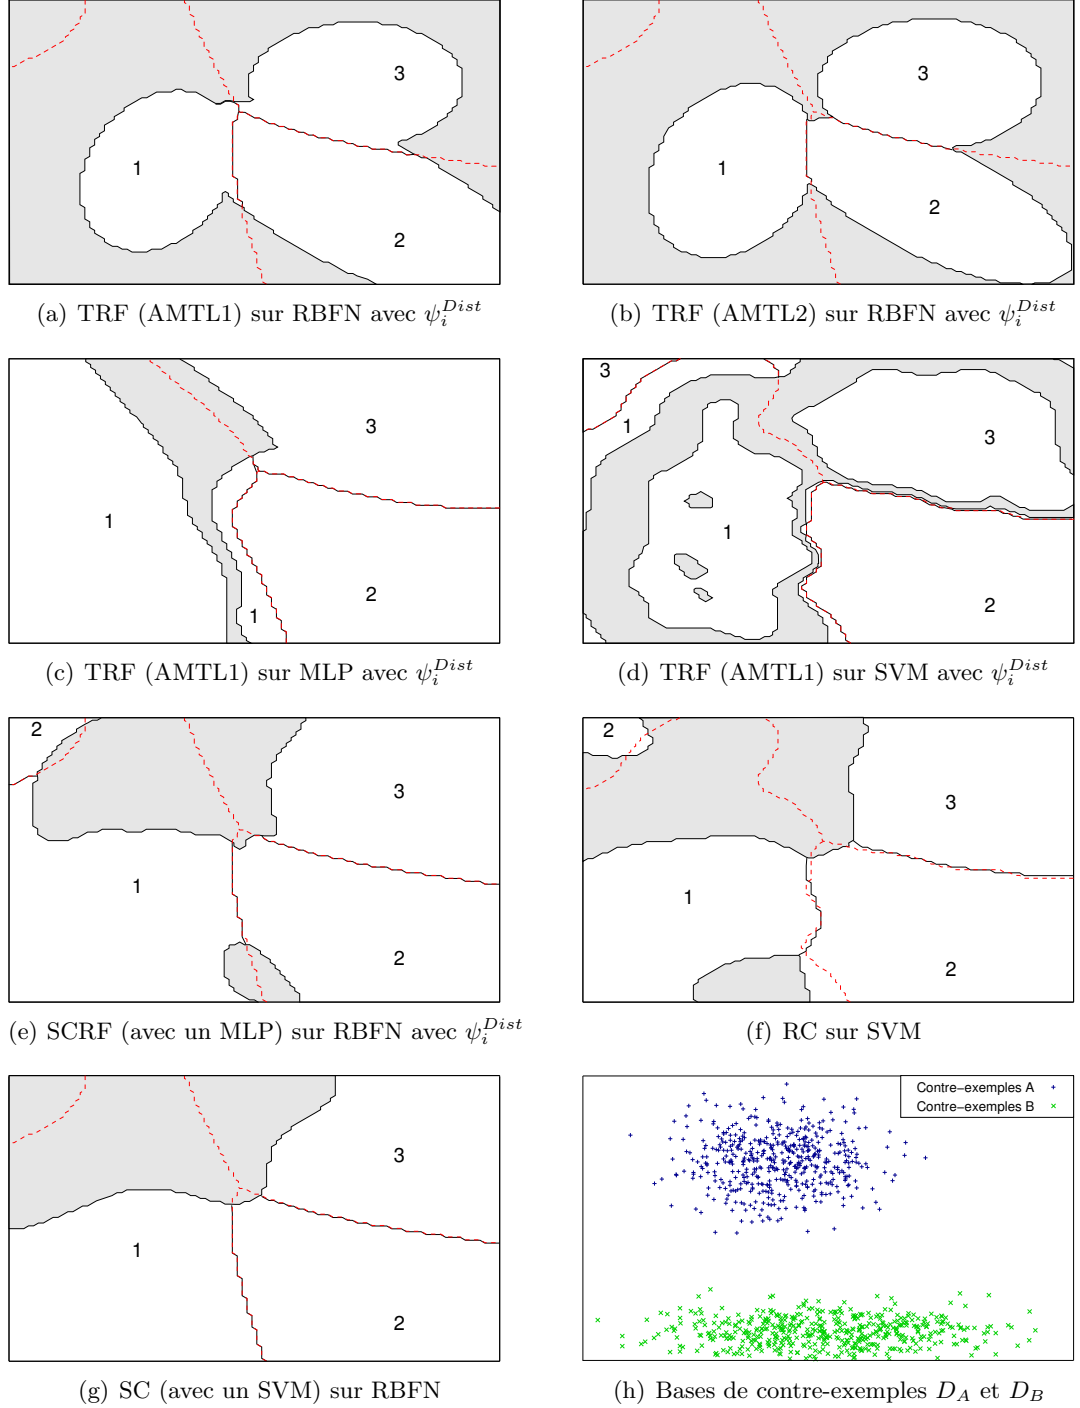 3
1
2
(a) TRF (AMTL1) sur RBFN avec ψ_i^{Dist}
3
1
2
(b) TRF (AMTL2) sur RBFN avec ψ_i^{Dist}
3
1
2
1
(c) TRF (AMTL1) sur MLP avec ψ_i^{Dist}
3
1
3
1
2
(d) TRF (AMTL1) sur SVM avec ψ_i^{Dist}
2
3
1
2
(e) SCRF (avec un MLP) sur RBFN avec ψ_i^{Dist}
2
3
1
2
(f) RC sur SVM
3
1
2
(g) SC (avec un SVM) sur RBFN
Contre−exemples A
Contre−exemples B
(h) Bases de contre-exemples D_A et D_B